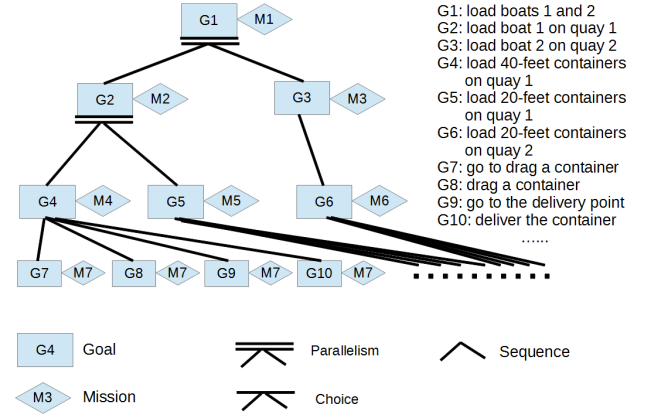 G1 M1
G2 M2
G3 M3
G4 M4
G5 M5
G6 M6
G7 M7
G8 M7
G9 M7
G10 M7
G1: load boats 1 and 2
G2: load boat 1 on quay 1
G3: load boat 2 on quay 2
G4: load 40-feet containers
on quay 1
G5: load 20-feet containers
on quay 1
G6: load 20-feet containers
on quay 2
G7: go to drag a container
G8: drag a container
G9: go to the delivery point
G10: deliver the container
......
G4 Goal
Parallelism
Sequence
M3 Mission
Choice